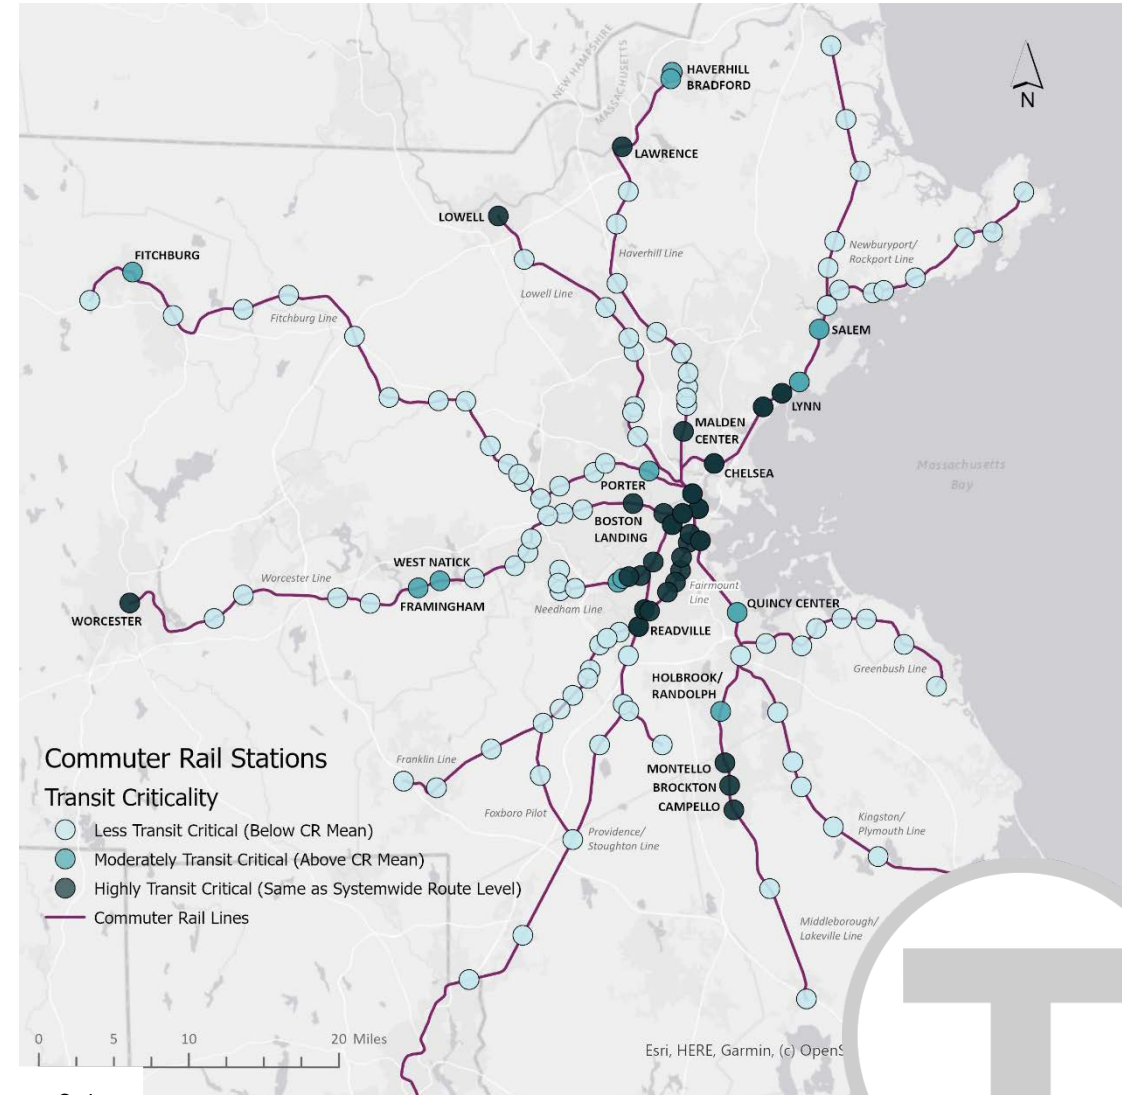 NEW HAMPSHIRE
MASSACHUSETTS
HAVERHILL
BRADFORD
N
LAWRENCE
LOWELL
Haverhill Line
Newburyport/
Rockport Line
FITCHBURG
Lowell Line
Fitchburg Line
SALEM
LYNN
MALDEN
CENTER
CHELSEA
Massachusetts
Bay
PORTER
BOSTON
LANDING
WEST NATICK
FRAMINGHAM
Worcester Line
WORCESTER
Needham Line
Fairmount
Line
QUINCY CENTER
READVILLE
Greenbush Line
HOLBROOK/
RANDOLPH
Franklin Line
Foxboro Pilot
MONTELLO
BROCKTON
CAMPELLO
Providence/
Stoughton Line
Kingston/
Plymouth Line
Middleborough/
Lakeville Line
Commuter Rail Stations
Transit Criticality
Less Transit Critical (Below CR Mean)
Moderately Transit Critical (Above CR Mean)
Highly Transit Critical (Same as Systemwide Route Level)
Commuter Rail Lines
0 5 10 20 Miles
Esri, HERE, Garmin, (c) OpenS
T